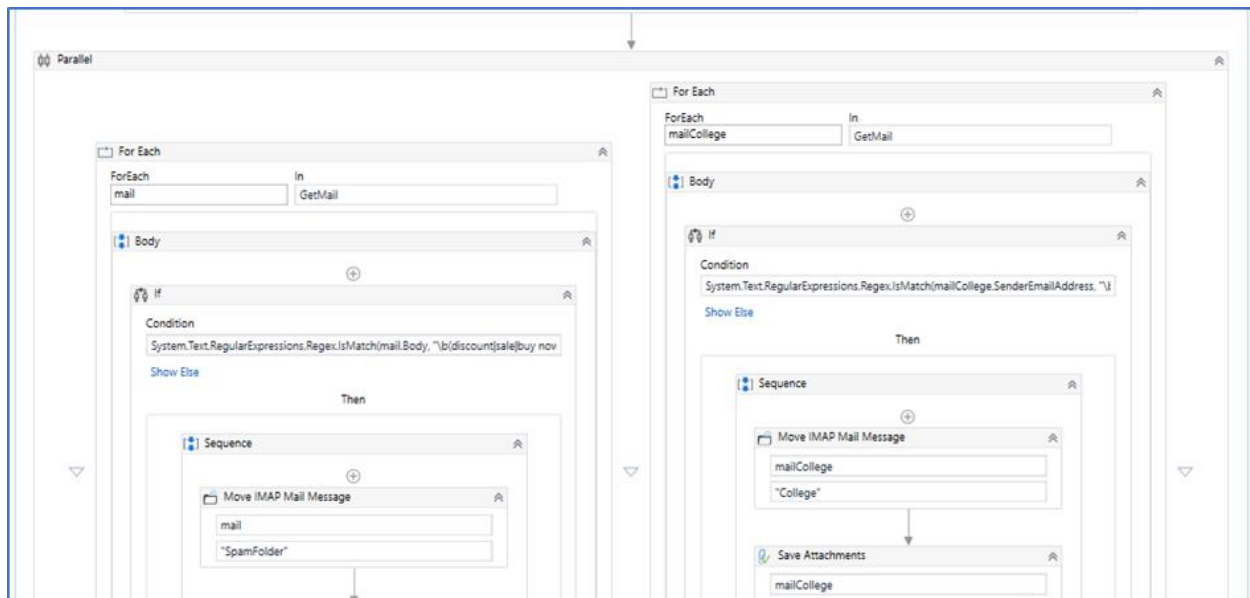 Parallel
For Each
ForEach In
mail GetMail
Body
If
Condition
System.Text.RegularExpressions.Regex.IsMatch(mail.Body, "\b(discount|sale|buy now
Show Else
Then
Sequence
Move IMAP Mail Message
mail
"SpamFolder"
For Each
ForEach In
mailCollege GetMail
Body
If
Condition
System.Text.RegularExpressions.Regex.IsMatch(mailCollege.SenderEmailAddress, "\b
Show Else
Then
Sequence
Move IMAP Mail Message
mailCollege
"College"
Save Attachments
mailCollege